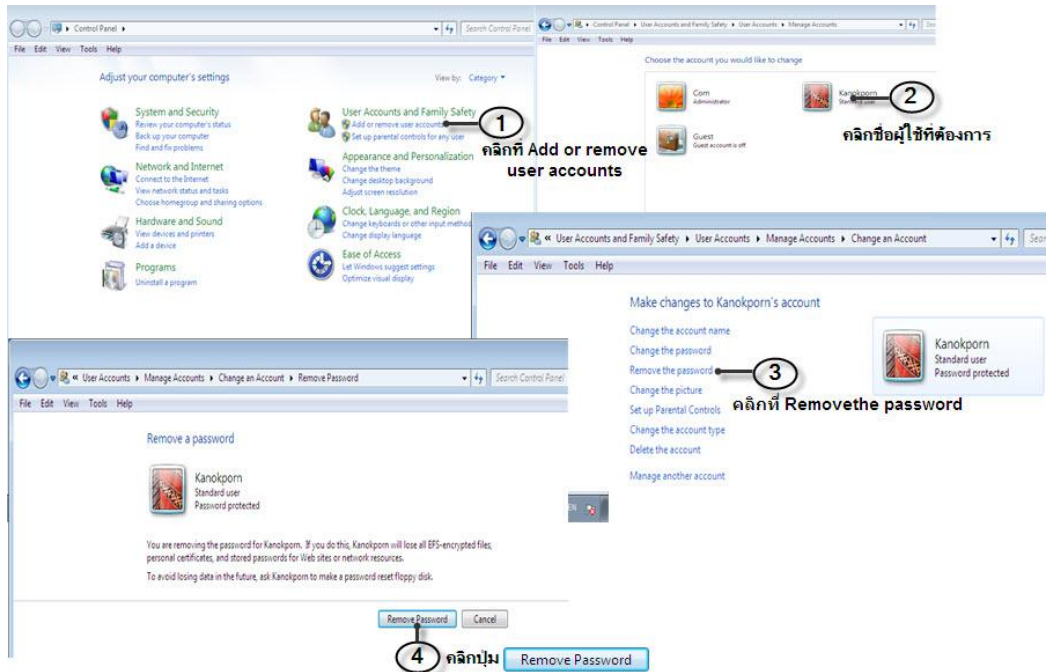 Control Panel
Search Control Panel
File Edit View Tools Help
Adjust your computer's settings
View by: Category
System and Security
Review your computer's status
Back up your computer
Find and fix problems
Network and Internet
Connect to the Internet
View network status and tasks
Choose homegroup and sharing options
Hardware and Sound
View devices and printers
Add a device
Programs
Uninstall a program
User Accounts and Family Safety
Add or remove user accounts
Set up parental controls for any user
Appearance and Personalization
Change the theme
Change desktop background
Adjust screen resolution
Clock, Language, and Region
Change keyboards or other input method
Change display language
Ease of Access
Let Windows suggest settings
Optimize visual display
1
คลิกที่ Add or remove
user accounts
Control Panel User Accounts and Family Safety User Accounts Manage Accounts
File Edit View Tools Help
Choose the account you would like to change
Com
Administrator
Kanokporn
Standard user
Guest
Guest account is off
2
คลิกชื่อผู้ใช้ที่ต้องการ
« User Accounts and Family Safety User Accounts Manage Accounts Change an Account
File Edit View Tools Help
Make changes to Kanokporn's account
Change the account name
Change the password
Remove the password
Change the picture
Set up Parental Controls
Change the account type
Delete the account
Manage another account
Kanokporn
Standard user
Password protected
3
คลิกที่ Removethe password
« User Accounts Manage Accounts Change an Account Remove Password
Search Control Panel
File Edit View Tools Help
Remove a password
Kanokporn
Standard user
Password protected
You are removing the password for Kanokporn. If you do this, Kanokporn will lose all EFS-encrypted files,
personal certificates, and stored passwords for Web sites or network resources.
To avoid losing data in the future, ask Kanokporn to make a password reset floppy disk.
Remove Password
Cancel
EN
4
คลิกปุ่ม Remove Password